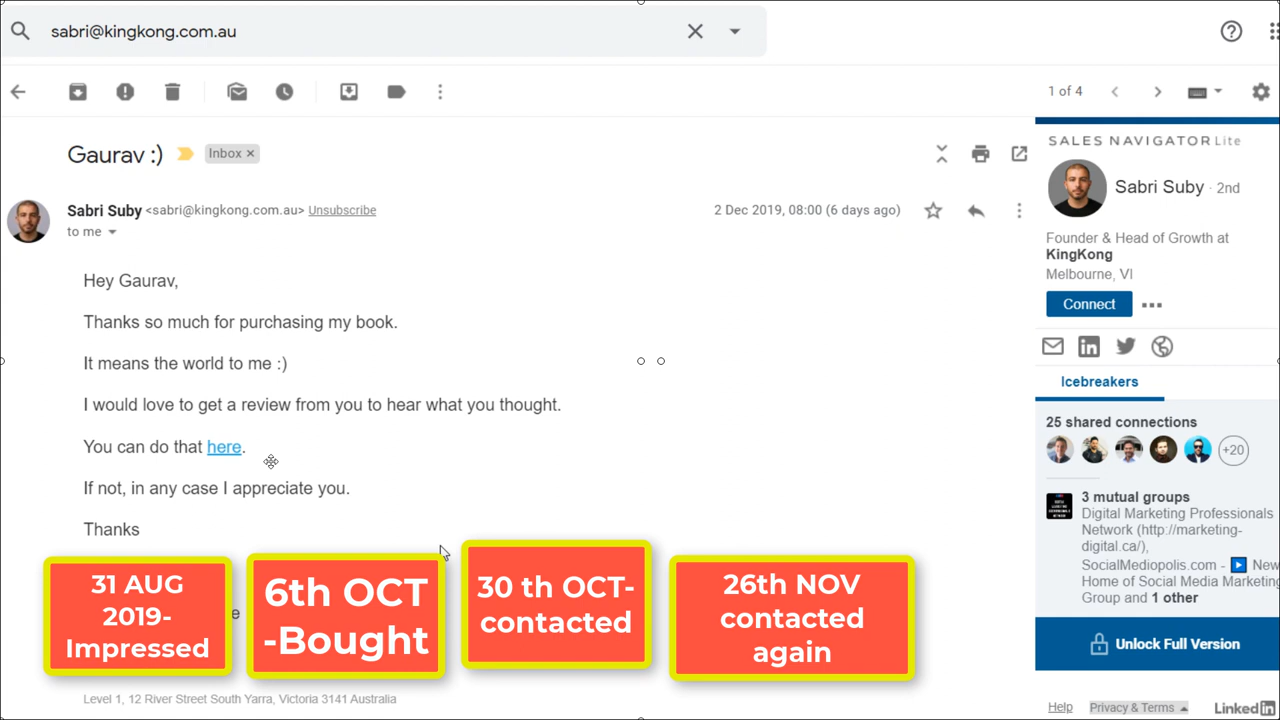 sabri@kingkong.com.au
1 of 4
Gaurav :)
Inbox ×
Sabri Suby <sabri@kingkong.com.au> Unsubscribe
2 Dec 2019, 08:00 (6 days ago)
to me
Hey Gaurav,
Thanks so much for purchasing my book.
It means the world to me :)
I would love to get a review from you to hear what you thought.
You can do that here.
If not, in any case I appreciate you.
Thanks
31 AUG
2019-
Impressed
e
6th OCT
-Bought
30 th OCT-
contacted
26th NOV
contacted
again
Level 1, 12 River Street South Yarra, Victoria 3141 Australia
SALES NAVIGATOR Lite
Sabri Suby · 2nd
Founder & Head of Growth at
KingKong
Melbourne, VI
Connect
Icebreakers
25 shared connections
+20
3 mutual groups
Digital Marketing Professionals
Network (http://marketing-
digital.ca/),
SocialMediopolis.com - ▶ New
Home of Social Media Marketing
Group and 1 other
Unlock Full Version
Help
Privacy & Terms
Linked in